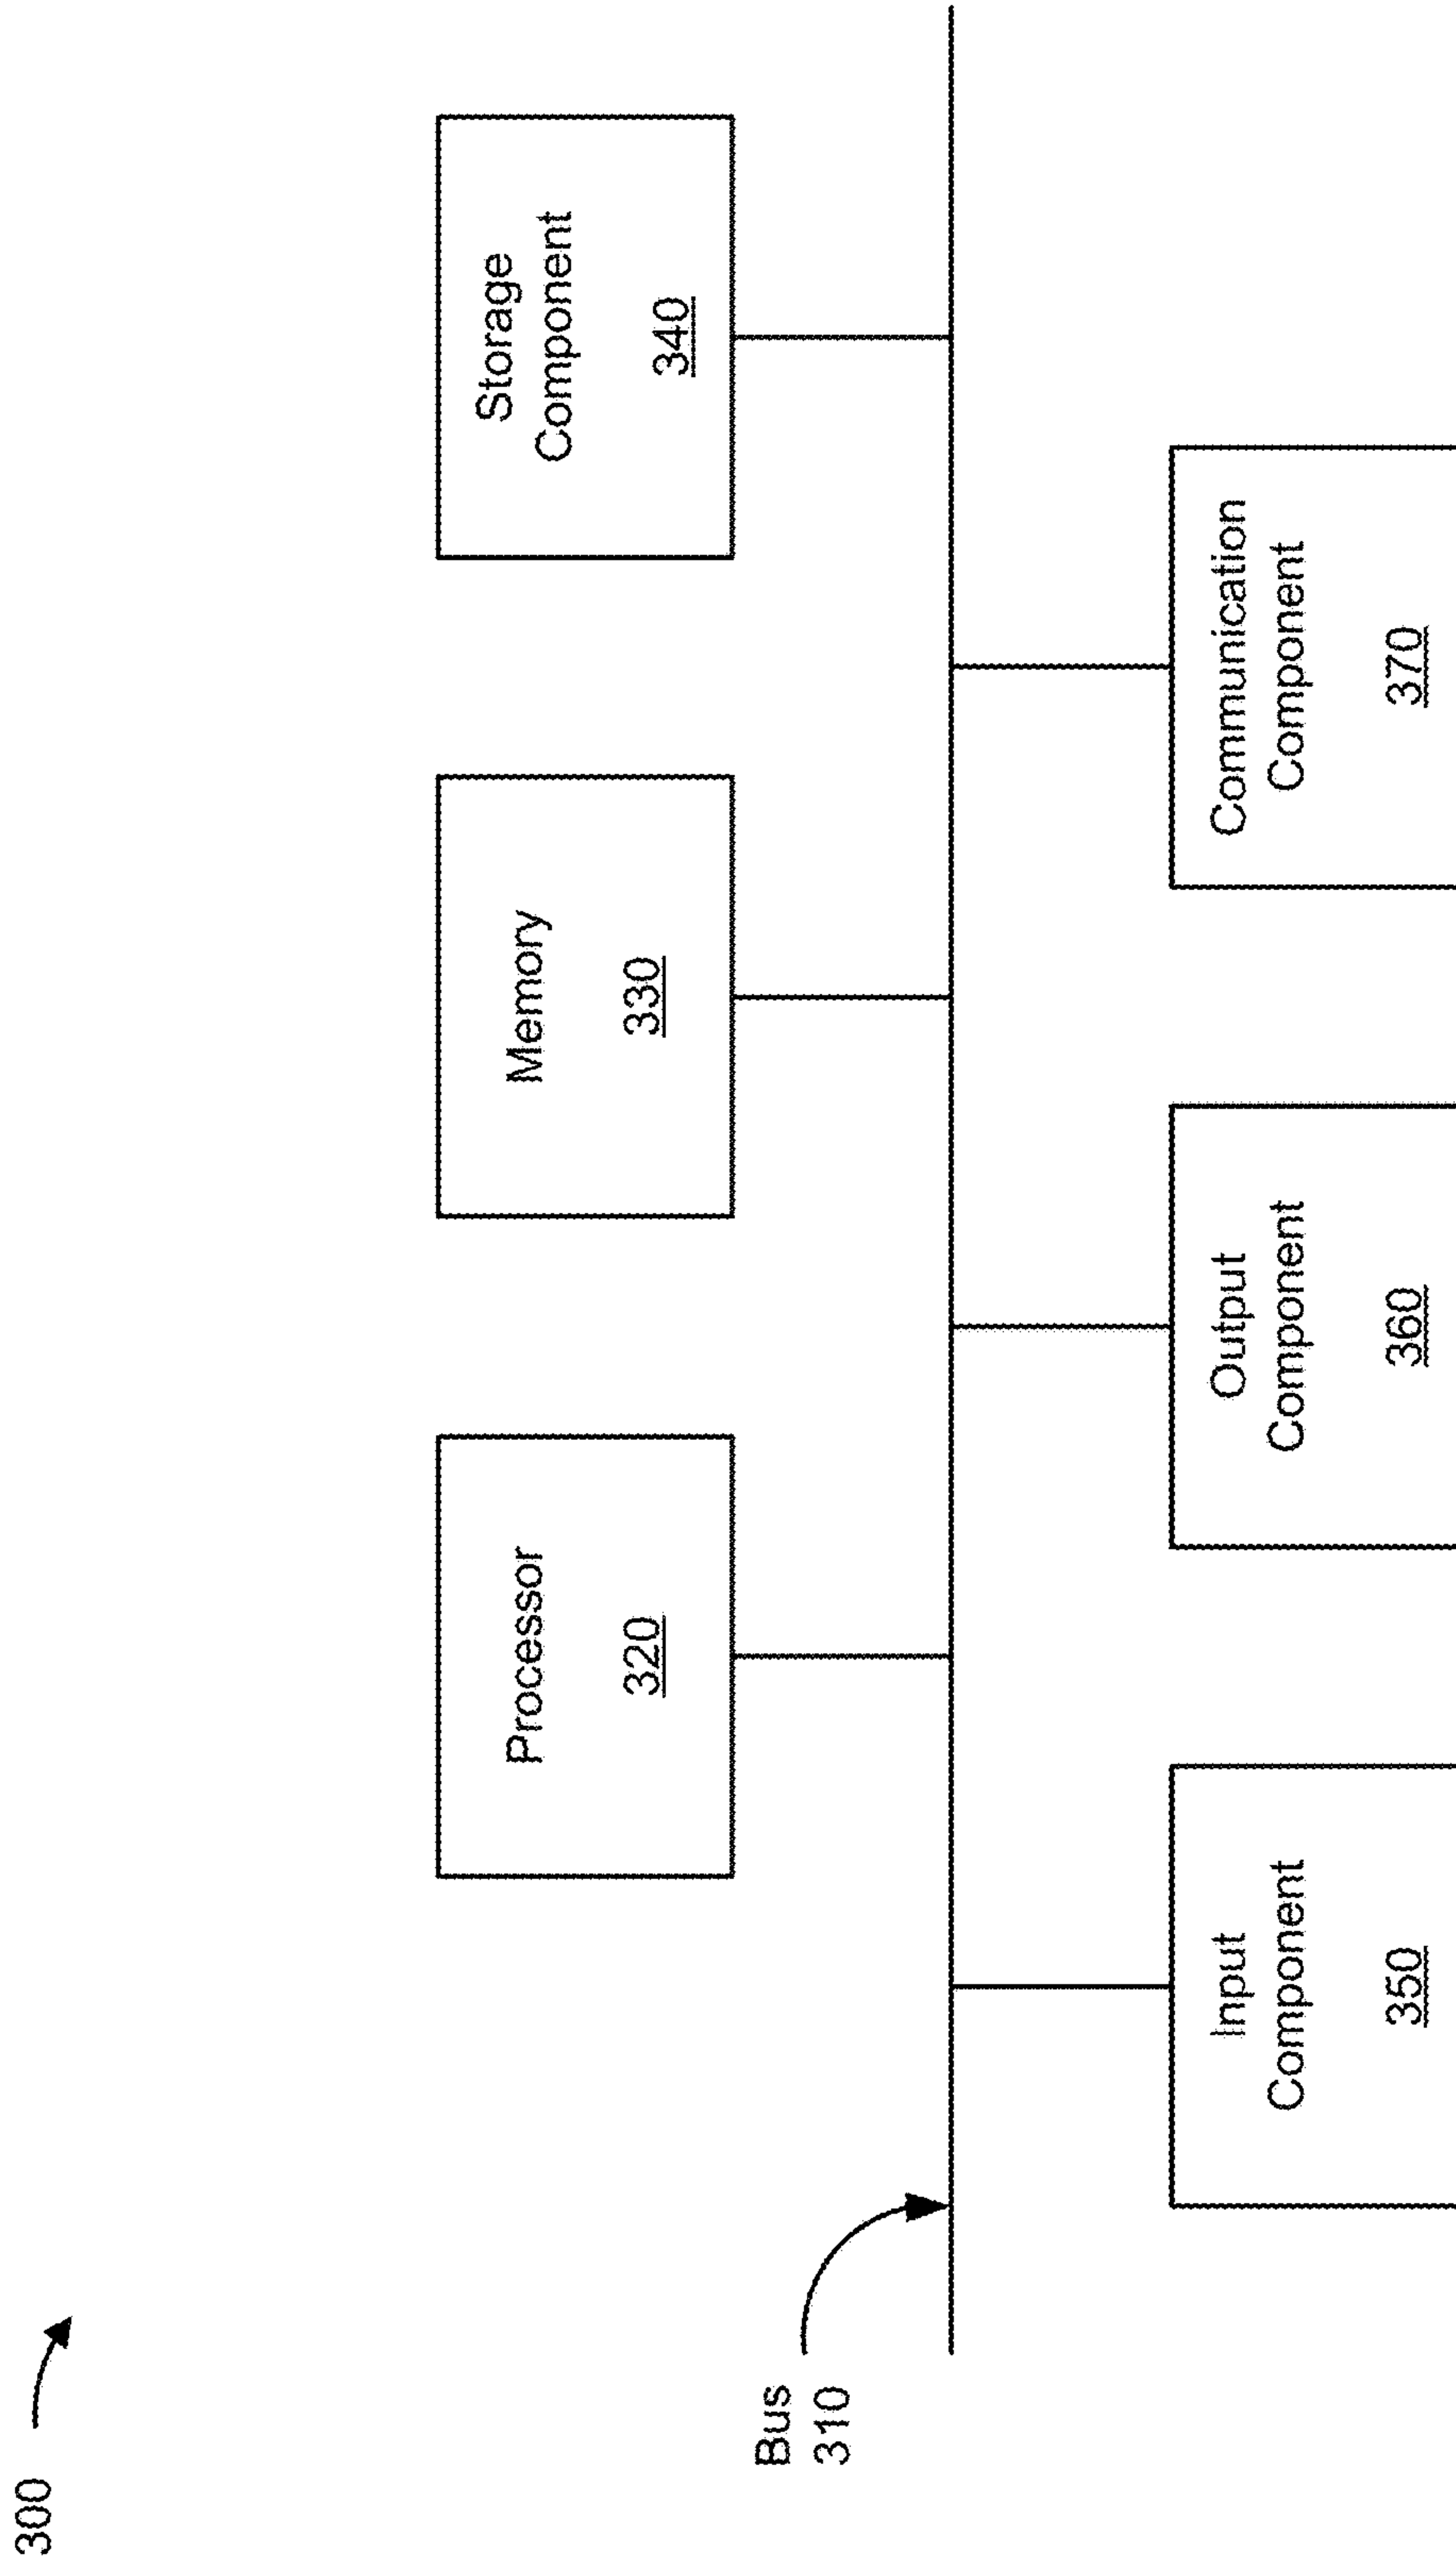 300
Processor
320
Memory
330
Storage
Component
340
Bus
310
Input
Component
350
Output
Component
360
Communication
Component
370